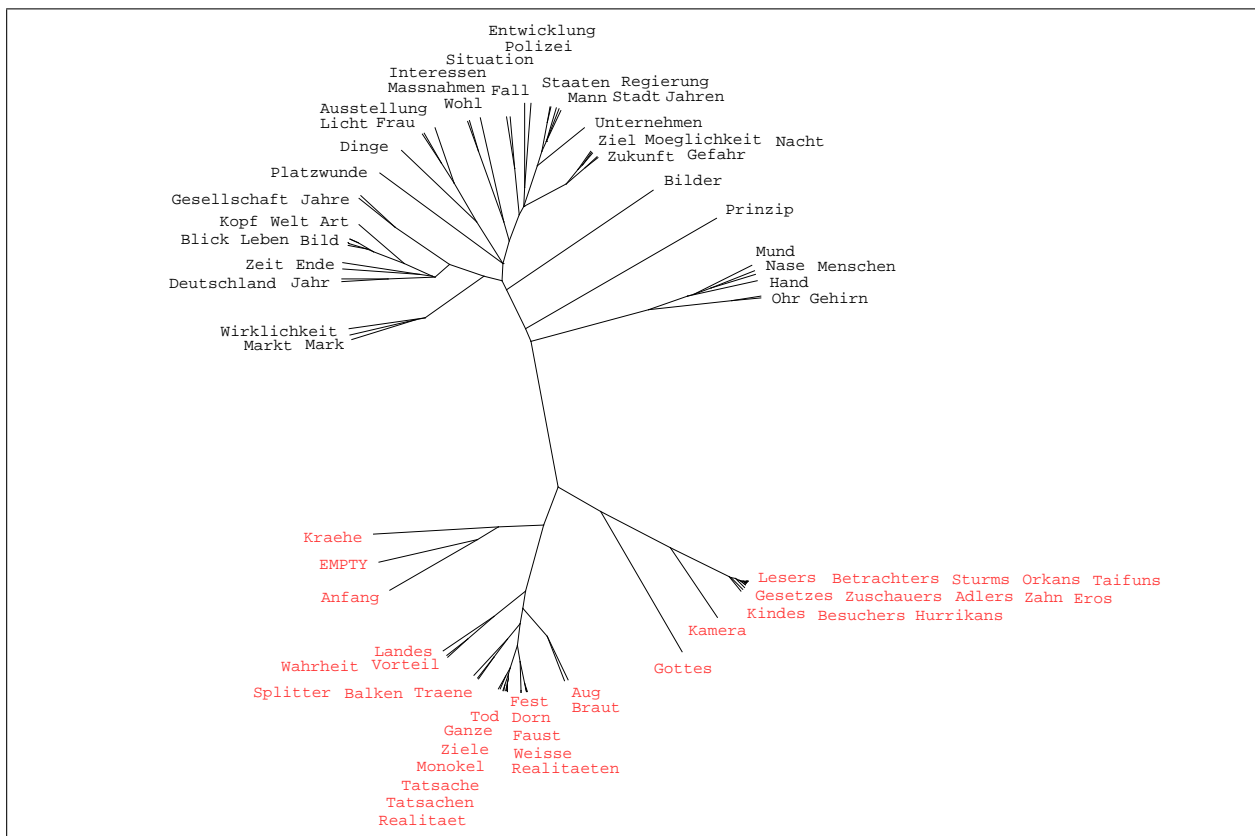 Entwicklung
Polizei
Situation
Interessen
Massnahmen
Wohl
Fall
Staaten Regierung
Mann Stadt Jahren
Ausstellung
Licht Frau
Dinge
Unternehmen
Ziel Moeglichkeit Nacht
Zukunft Gefahr
Platzwunde
Bilder
Gesellschaft Jahre
Prinzip
Kopf Welt Art
Blick Leben Bild
Zeit Ende
Deutschland Jahr
Mund
Nase Menschen
Hand
Ohr Gehirn
Wirklichkeit
Markt Mark
Kraehe
EMPTY
Anfang
Lesers Betrachters Sturms Orkans Taifuns
Gesetzes Zuschauers Adlers Zahn Eros
Kindes Besuchers Hurrikans
Kamera
Gottes
Landes
Wahrheit Vorteil
Splitter Balken Traene
Aug
Braut
Fest
Tod Dorn
Ganze Faust
Ziele Weisse
Monokel Realitaeten
Tatsache
Tatsachen
Realitaet